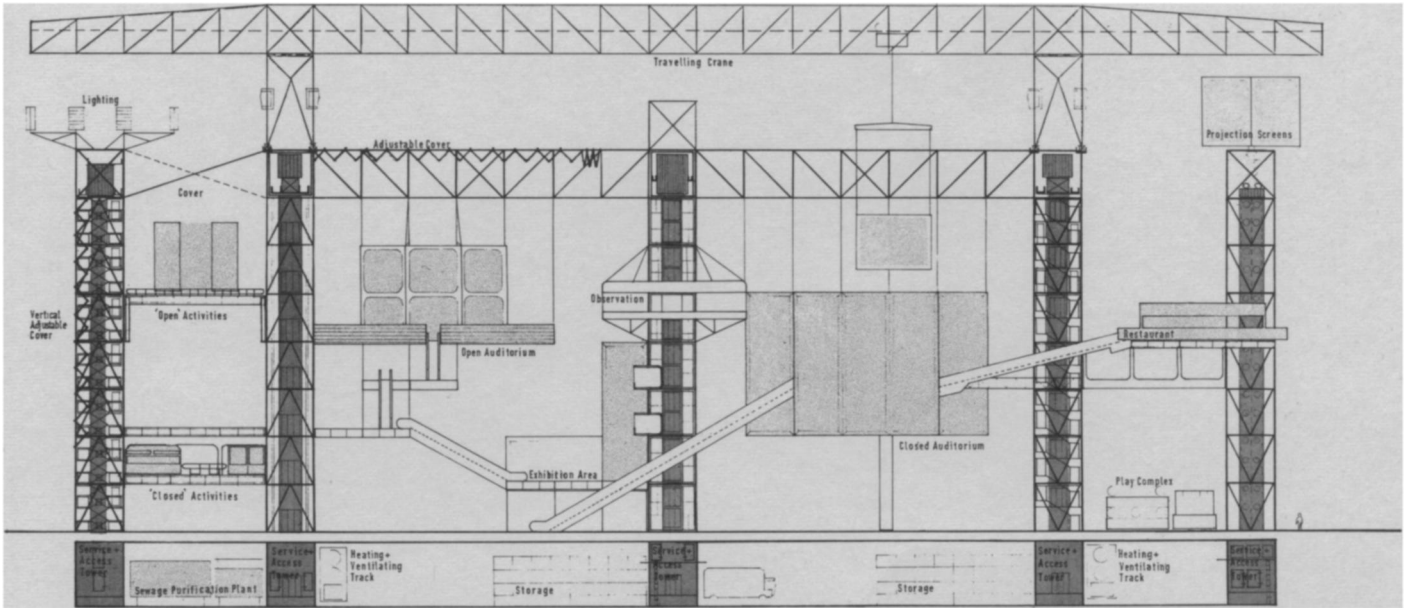 Travelling Crane
Lighting
Projection Screens
Adjustable Cover
Cover
Observation
Vertical
Adjustable
Cover
"Open" Activities
Restaurant
Open Auditorium
Closed Auditorium
Exhibition Area
Play Complex
"Closed" Activities
Service+
Access
Tower
Sewage Purification Plant
Service+
Access
Tower
Heating+
Ventilating
Track
Storage
Service+
Access
Tower
Storage
Service+
Access
Tower
Heating+
Ventilating
Track
Service+
Access
Tower